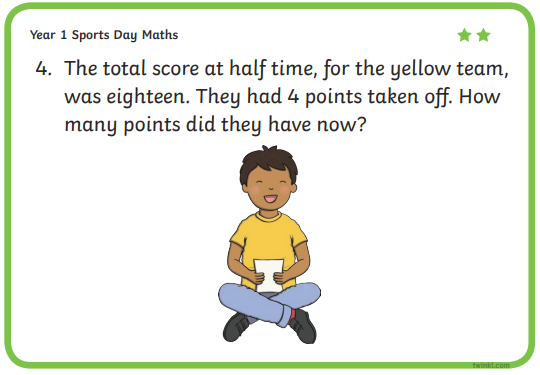 Year 1 Sports Day Maths
4. The total score at half time, for the yellow team,
was eighteen. They had 4 points taken off. How
many points did they have now?
twinkl.com